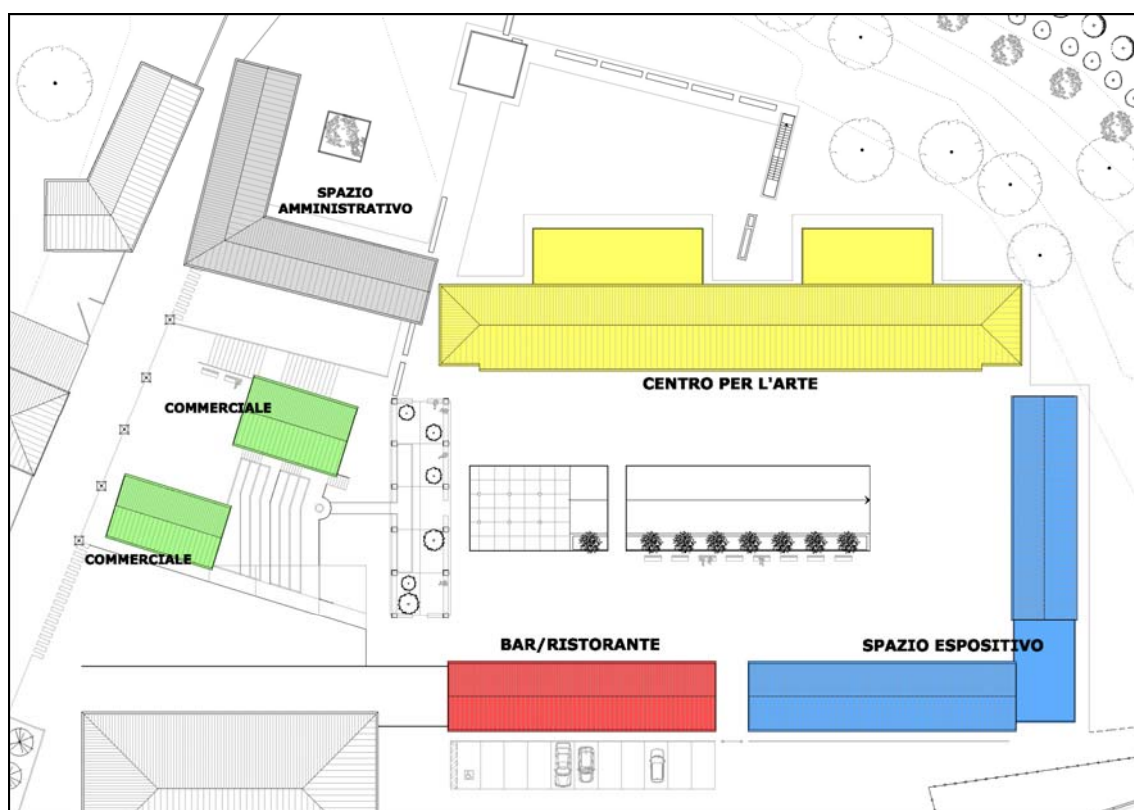 SPAZIO
AMMINISTRATIVO
CENTRO PER L'ARTE
COMMERCIALE
COMMERCIALE
BAR/RISTORANTE
SPAZIO ESPOSITIVO